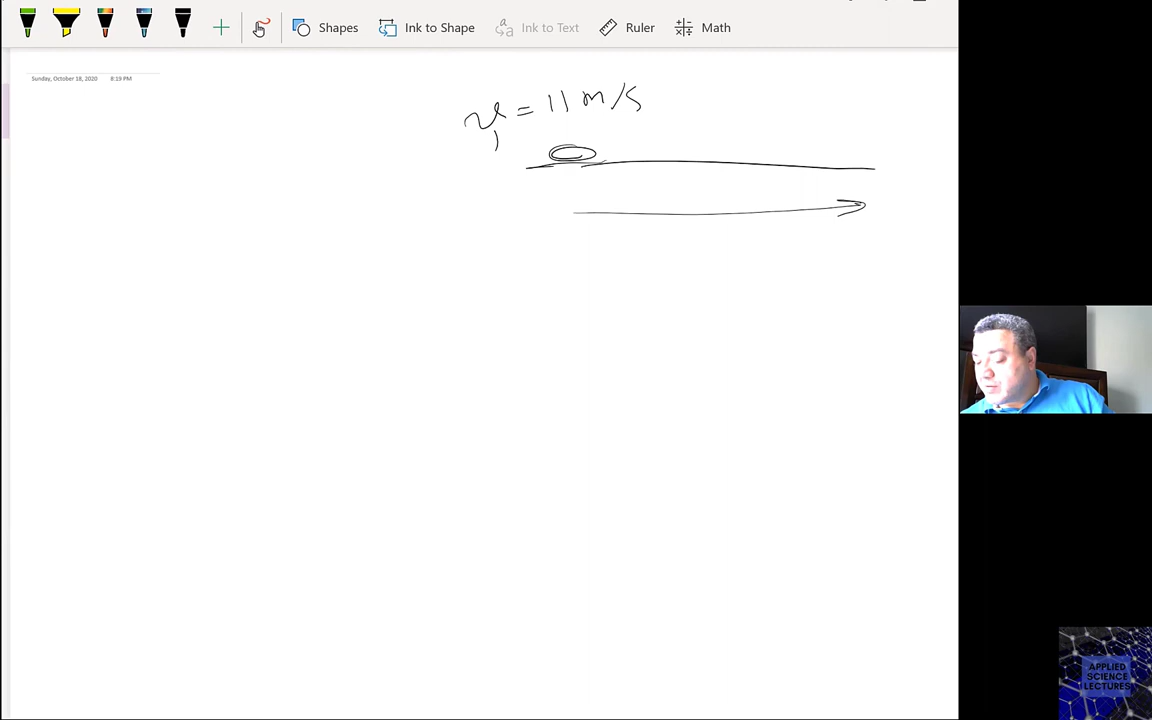 Shapes Ink to Shape Ink to Text Ruler Math
Sunday, October 18, 2020 8:19 PM
v₁ = 11 m/s
APPLIED
SCIENCE
LECTURES